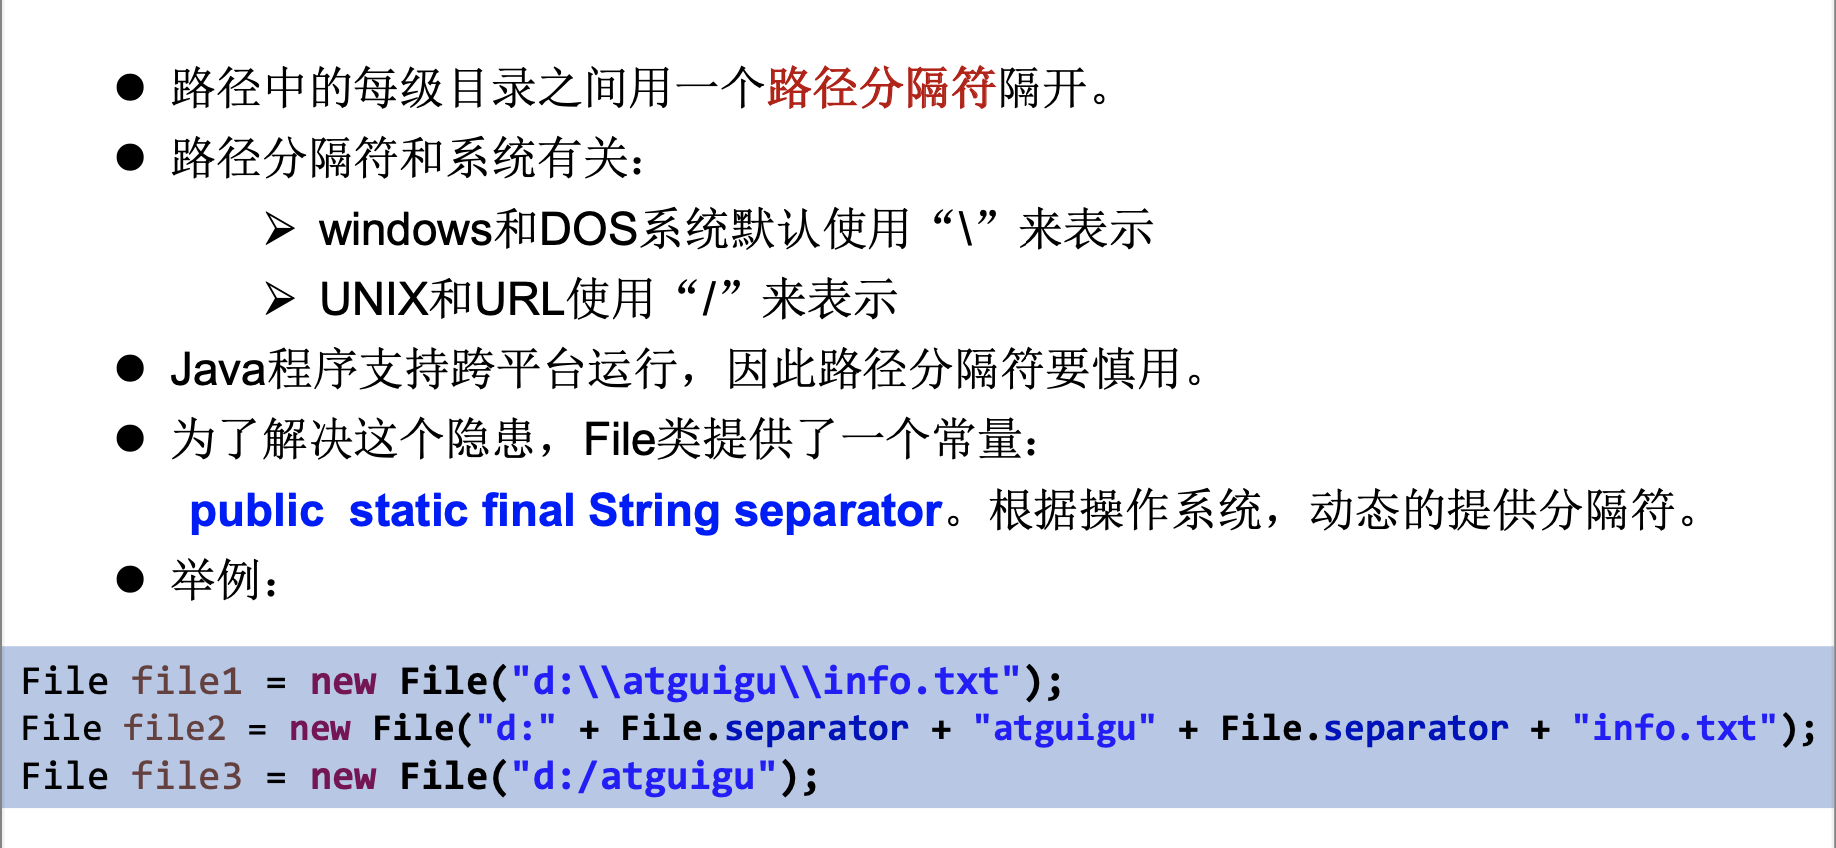 路径中的每级目录之间用一个路径分隔符隔开。
路径分隔符和系统有关：
windows和DOS系统默认使用“\”来表示
UNIX和URL使用“/”来表示
Java程序支持跨平台运行，因此路径分隔符要慎用。
为了解决这个隐患，File类提供了一个常量：
public  static final String separator。根据操作系统，动态的提供分隔符。
举例：
File file1 = new File("d:\\atguigu\\info.txt");
File file2 = new File("d:" + File.separator + "atguigu" + File.separator + "info.txt");
File file3 = new File("d:/atguigu");